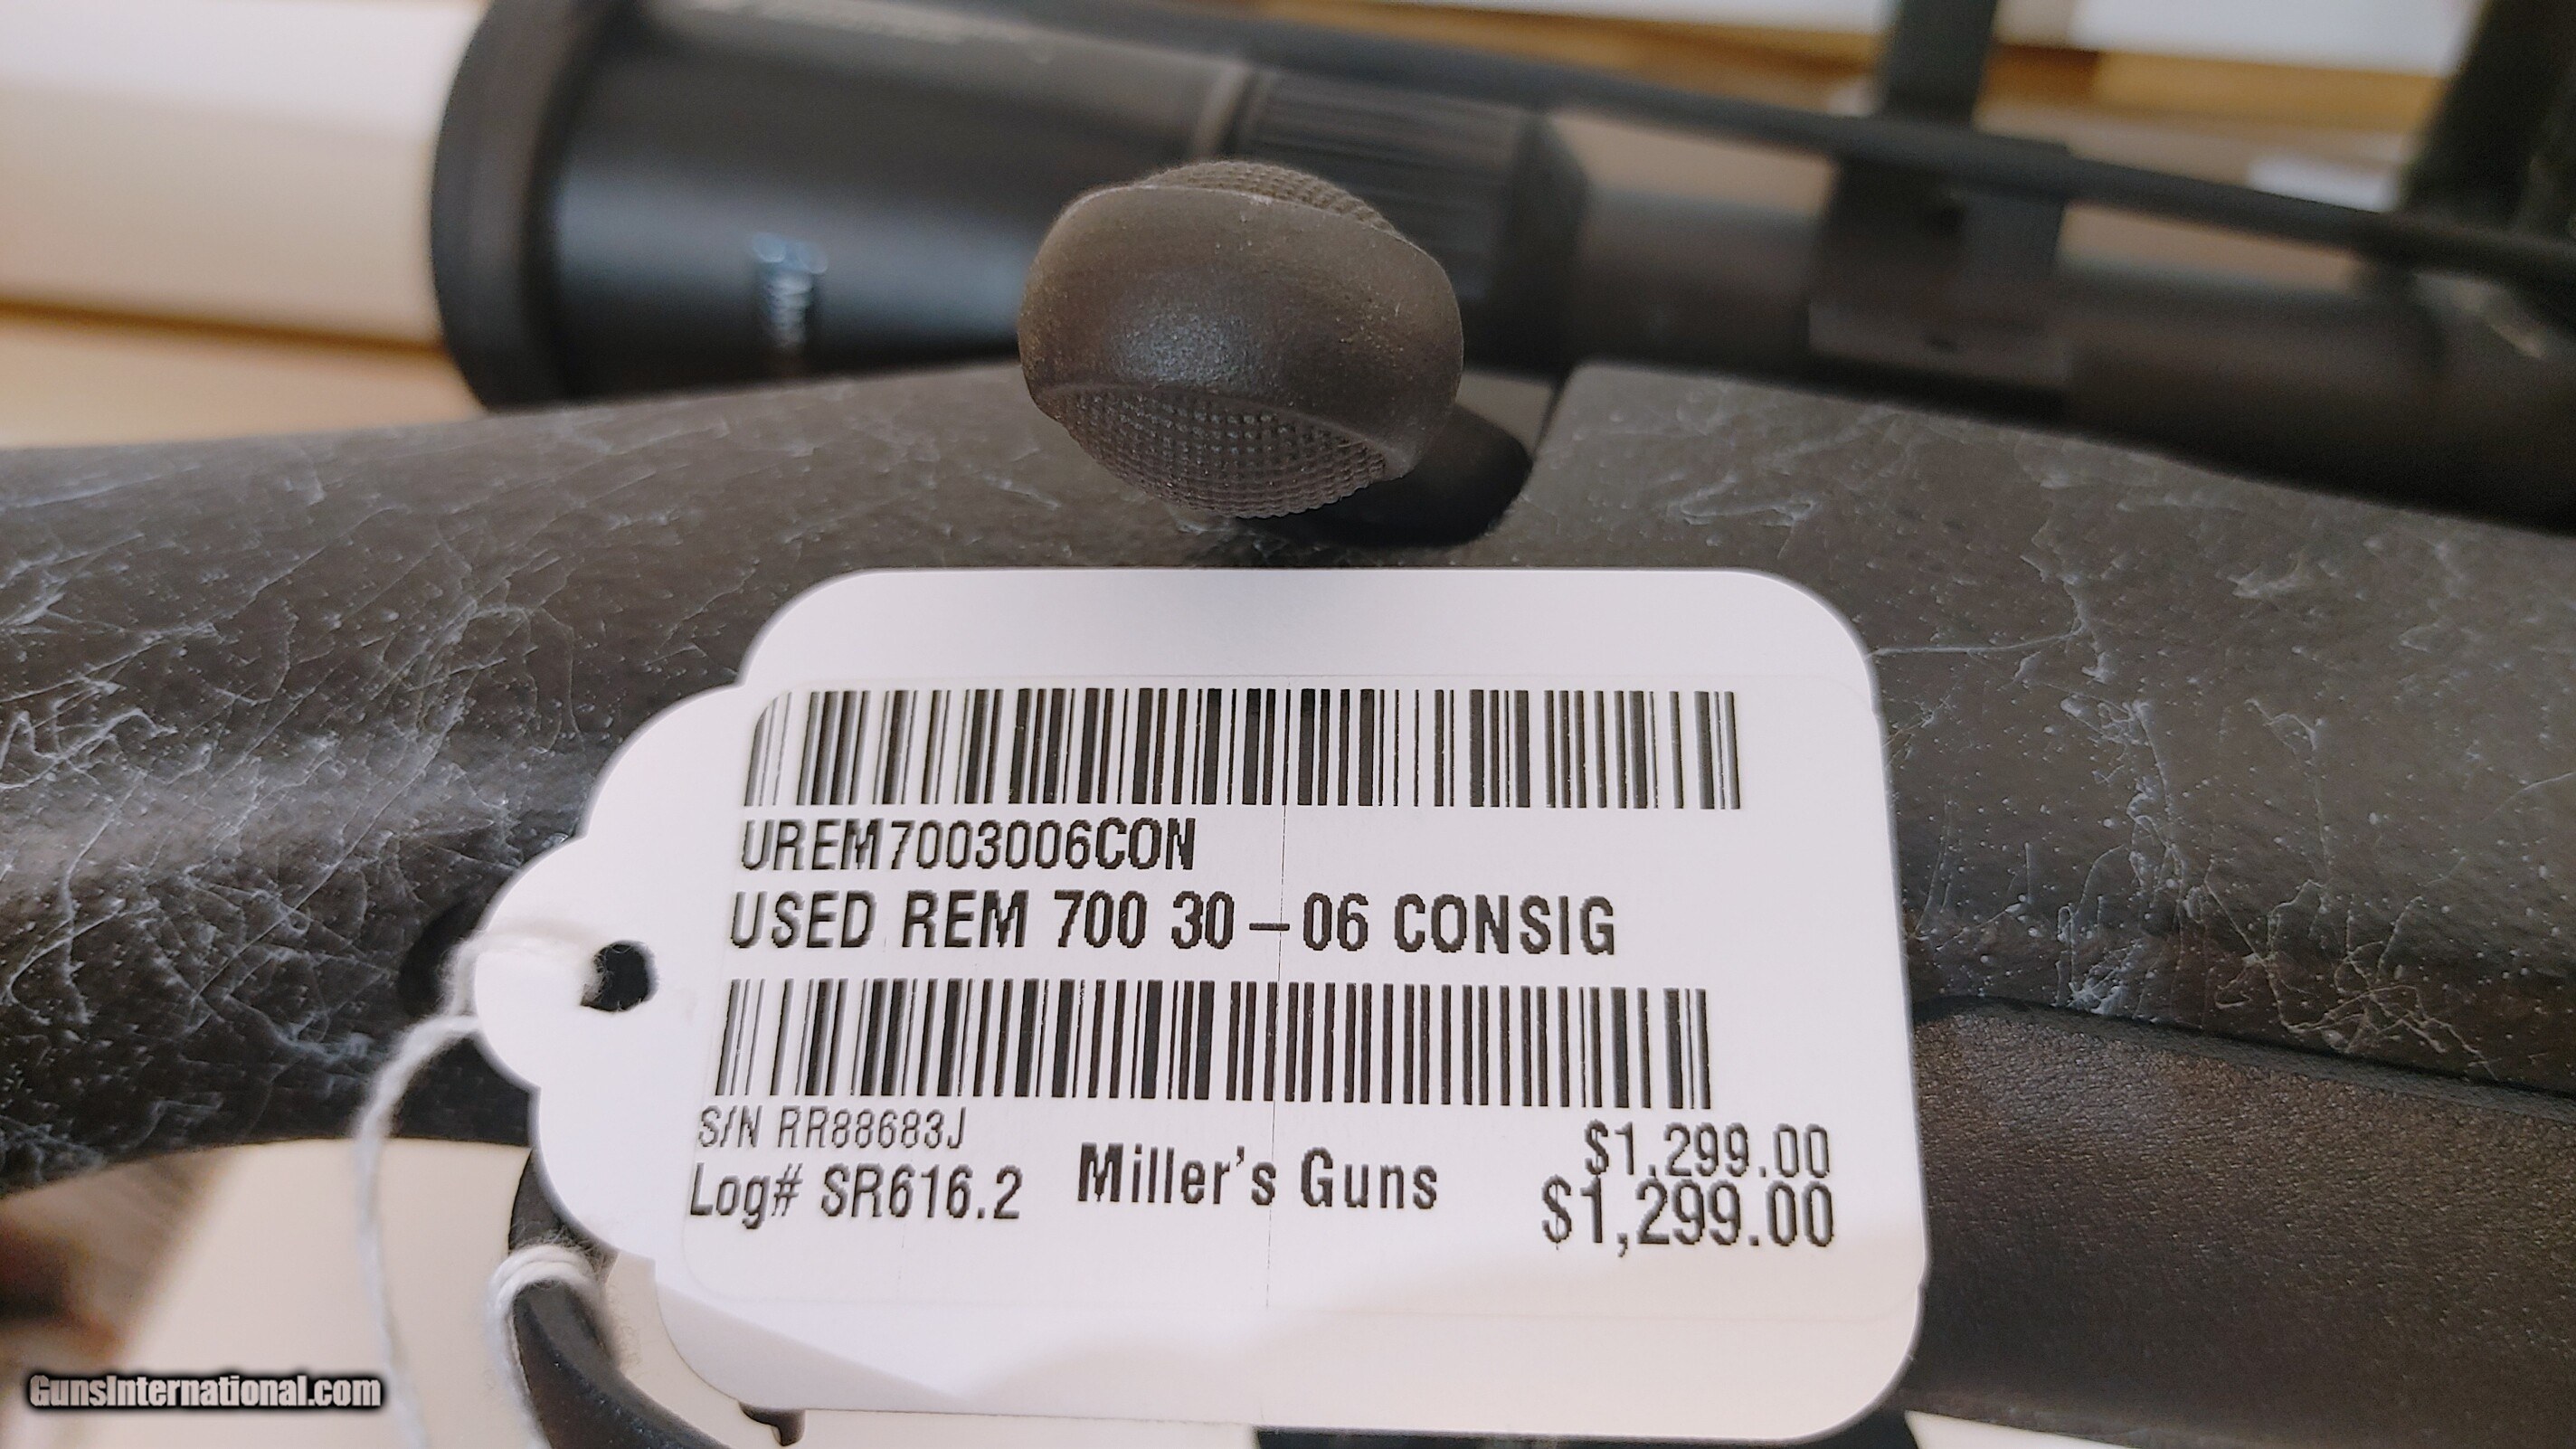 UREM7003006CON
USED REM 700 30-06 CONSIG
S/N RR88683J
Log# SR616.2
Miller's Guns
$1,299.00
$1,299.00
GunsInternational.com